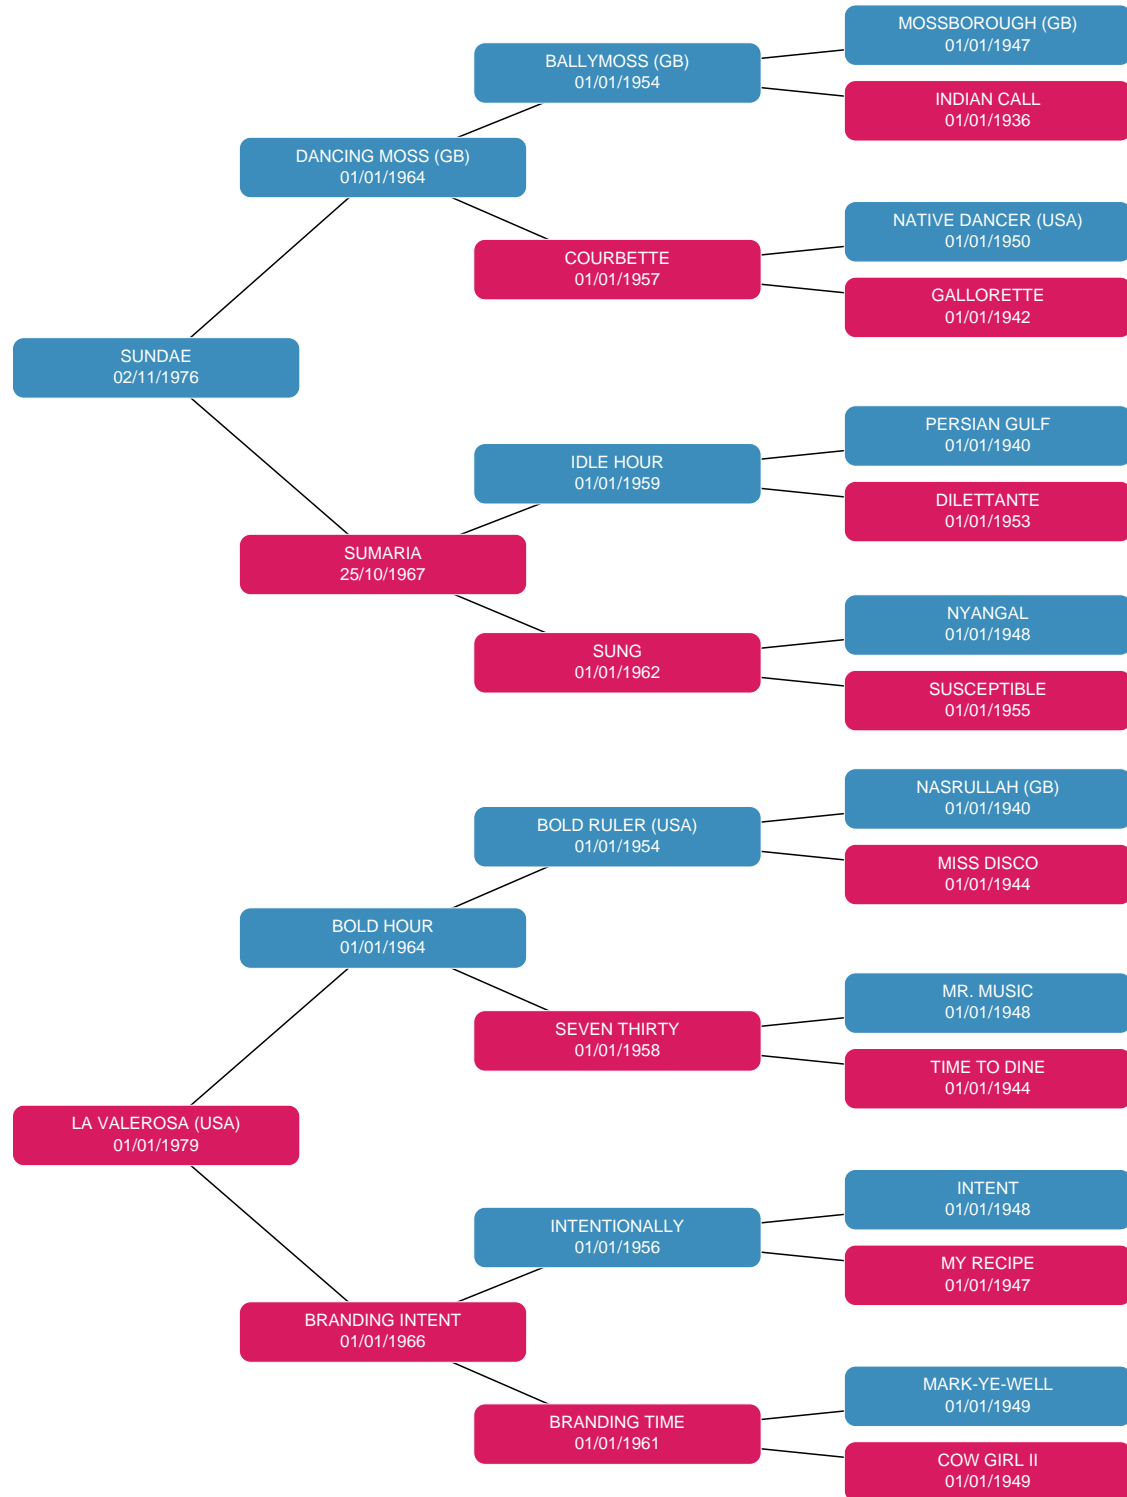 MOSSBOROUGH (GB)
01/01/1947
BALLYMOSS (GB)
01/01/1954
INDIAN CALL
01/01/1936
DANCING MOSS (GB)
01/01/1964
NATIVE DANCER (USA)
01/01/1950
COURBETTE
01/01/1957
GALLORETTE
01/01/1942
SUNDAE
02/11/1976
PERSIAN GULF
01/01/1940
IDLE HOUR
01/01/1959
DILETTANTE
01/01/1953
SUMARIA
25/10/1967
NYANGAL
01/01/1948
SUNG
01/01/1962
SUSCEPTIBLE
01/01/1955
NASRULLAH (GB)
01/01/1940
BOLD RULER (USA)
01/01/1954
MISS DISCO
01/01/1944
BOLD HOUR
01/01/1964
MR. MUSIC
01/01/1948
SEVEN THIRTY
01/01/1958
TIME TO DINE
01/01/1944
LA VALEROSA (USA)
01/01/1979
INTENT
01/01/1948
INTENTIONALLY
01/01/1956
MY RECIPE
01/01/1947
BRANDING INTENT
01/01/1966
MARK-YE-WELL
01/01/1949
BRANDING TIME
01/01/1961
COW GIRL II
01/01/1949